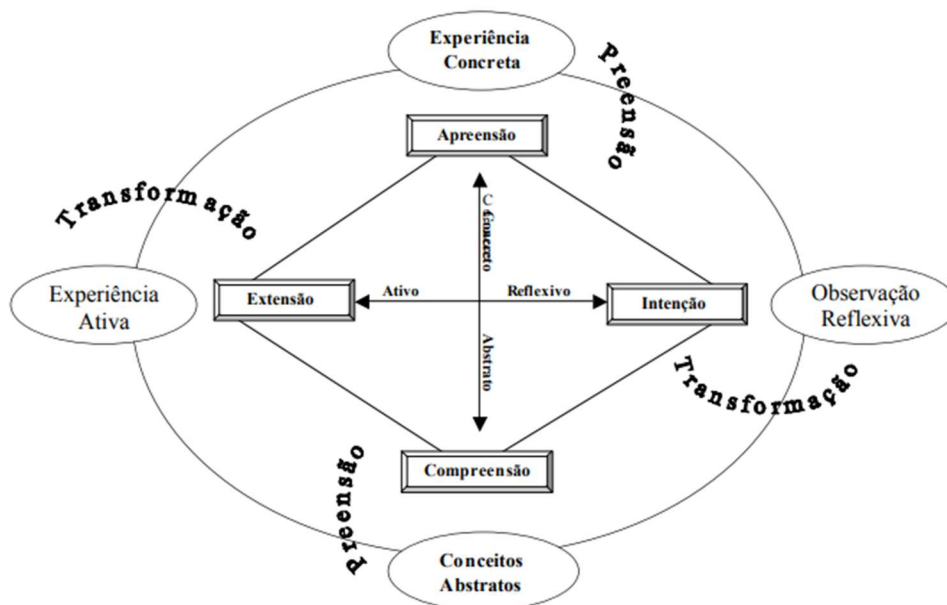 Experiência
Concreta
Preensão
Apreensão
Transformação
Concreto
Experiência
Ativa
Extensão
Ativo
Reflexivo
Intenção
Observação
Reflexiva
Abstrato
Transformação
Compreensão
Preensão
Conceitos
Abstratos